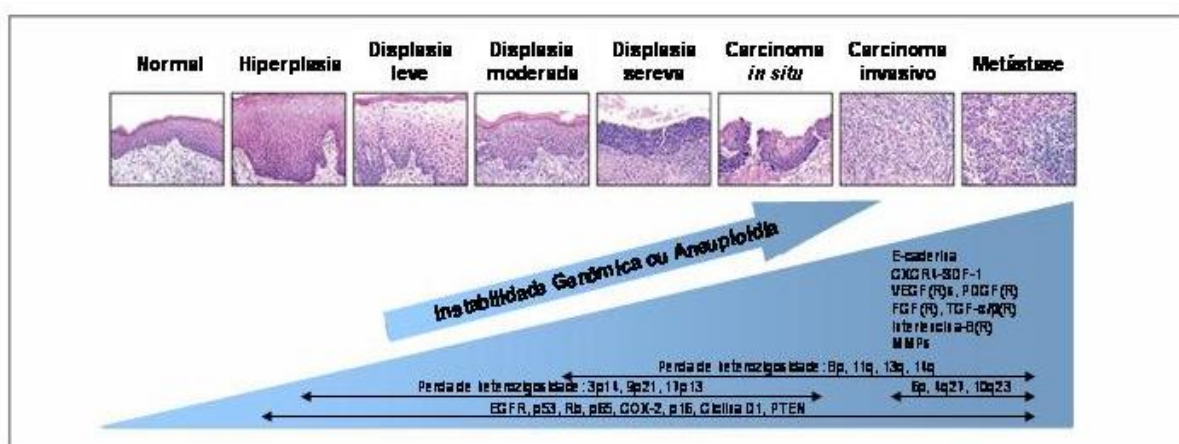 Normal
Hiperplasia
Displasia
leve
Displasia
moderada
Displasia
sereva
Carcinoma
in situ
Carcinoma
invasivo
Metástase
Instabilidade Genômica ou Aneuploidia
E-caderina
CXCR4-SDF-1
VEGF(R)s, PDGF(R)
FGF(R), TGF-α/β(R)
Interleucina-8(R)
MMPs
Perda de heterozigosidade: 8p, 11q, 13q, 14q
Perda de heterozigosidade: 3p14, 9p21, 17p13
6p, 4q27, 10q23
EGFR, p53, Rb, p65, COX-2, p16, Ciclina D1, PTEN